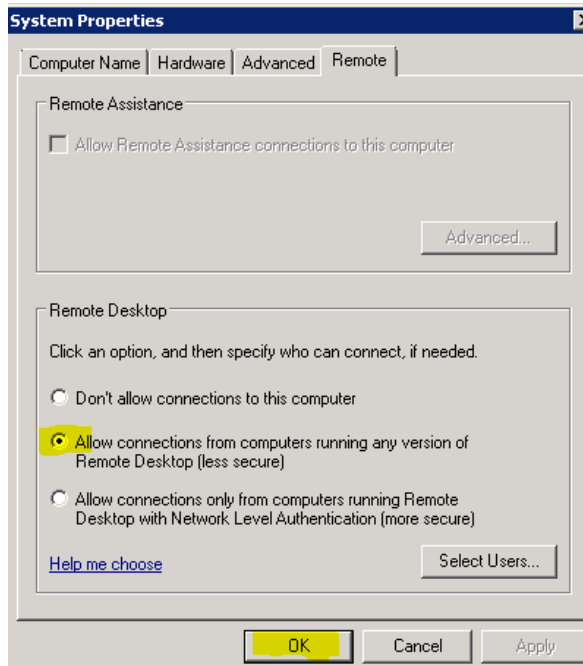 System Properties
Computer Name Hardware Advanced Remote
Remote Assistance
Allow Remote Assistance connections to this computer
Advanced...
Remote Desktop
Click an option, and then specify who can connect, if needed.
Don't allow connections to this computer
Allow connections from computers running any version of
Remote Desktop (less secure)
Allow connections only from computers running Remote
Desktop with Network Level Authentication (more secure)
Help me choose
Select Users...
OK Cancel Apply